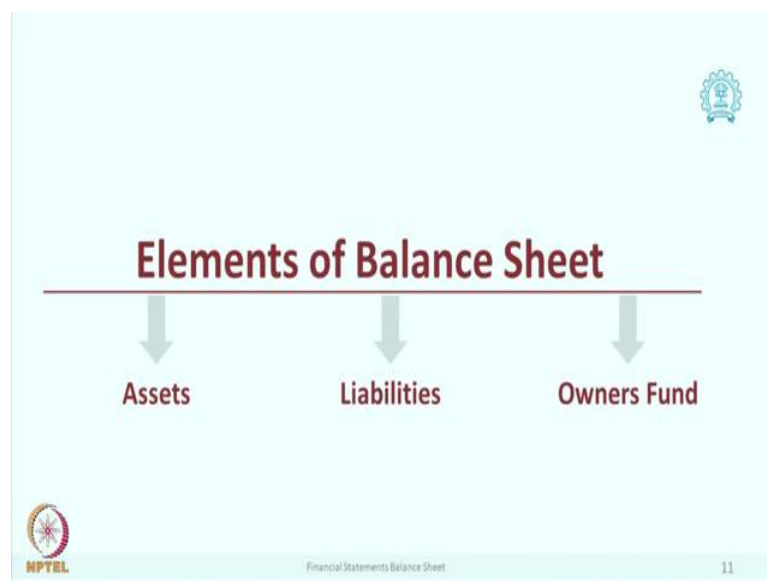 Elements of Balance Sheet
Assets Liabilities Owners Fund
NPTEL
Financial Statements Balance Sheet
11